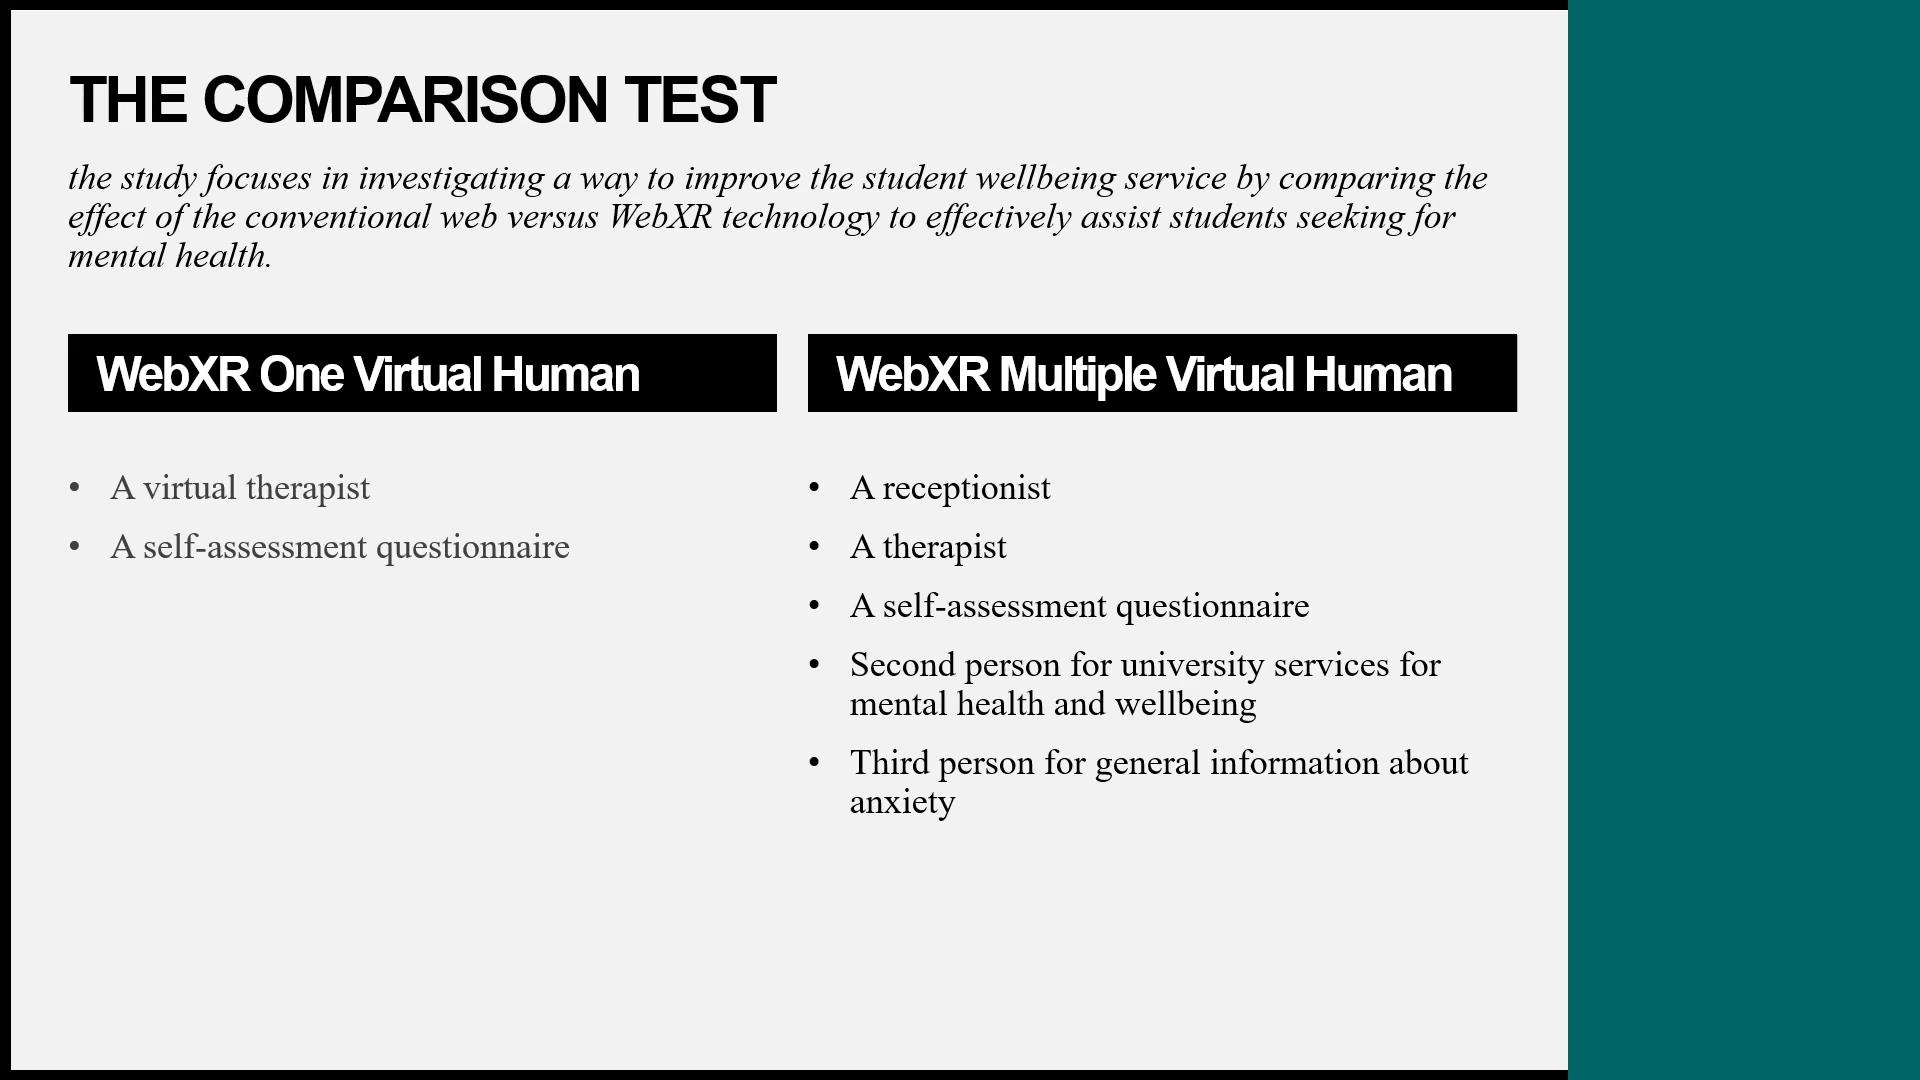 THE COMPARISON TEST
the study focuses in investigating a way to improve the student wellbeing service by comparing the
effect of the conventional web versus WebXR technology to effectively assist students seeking for
mental health.
WebXR One Virtual Human
• A virtual therapist
• A self-assessment questionnaire
WebXR Multiple Virtual Human
• A receptionist
• A therapist
• A self-assessment questionnaire
• Second person for university services for
mental health and wellbeing
• Third person for general information about
anxiety